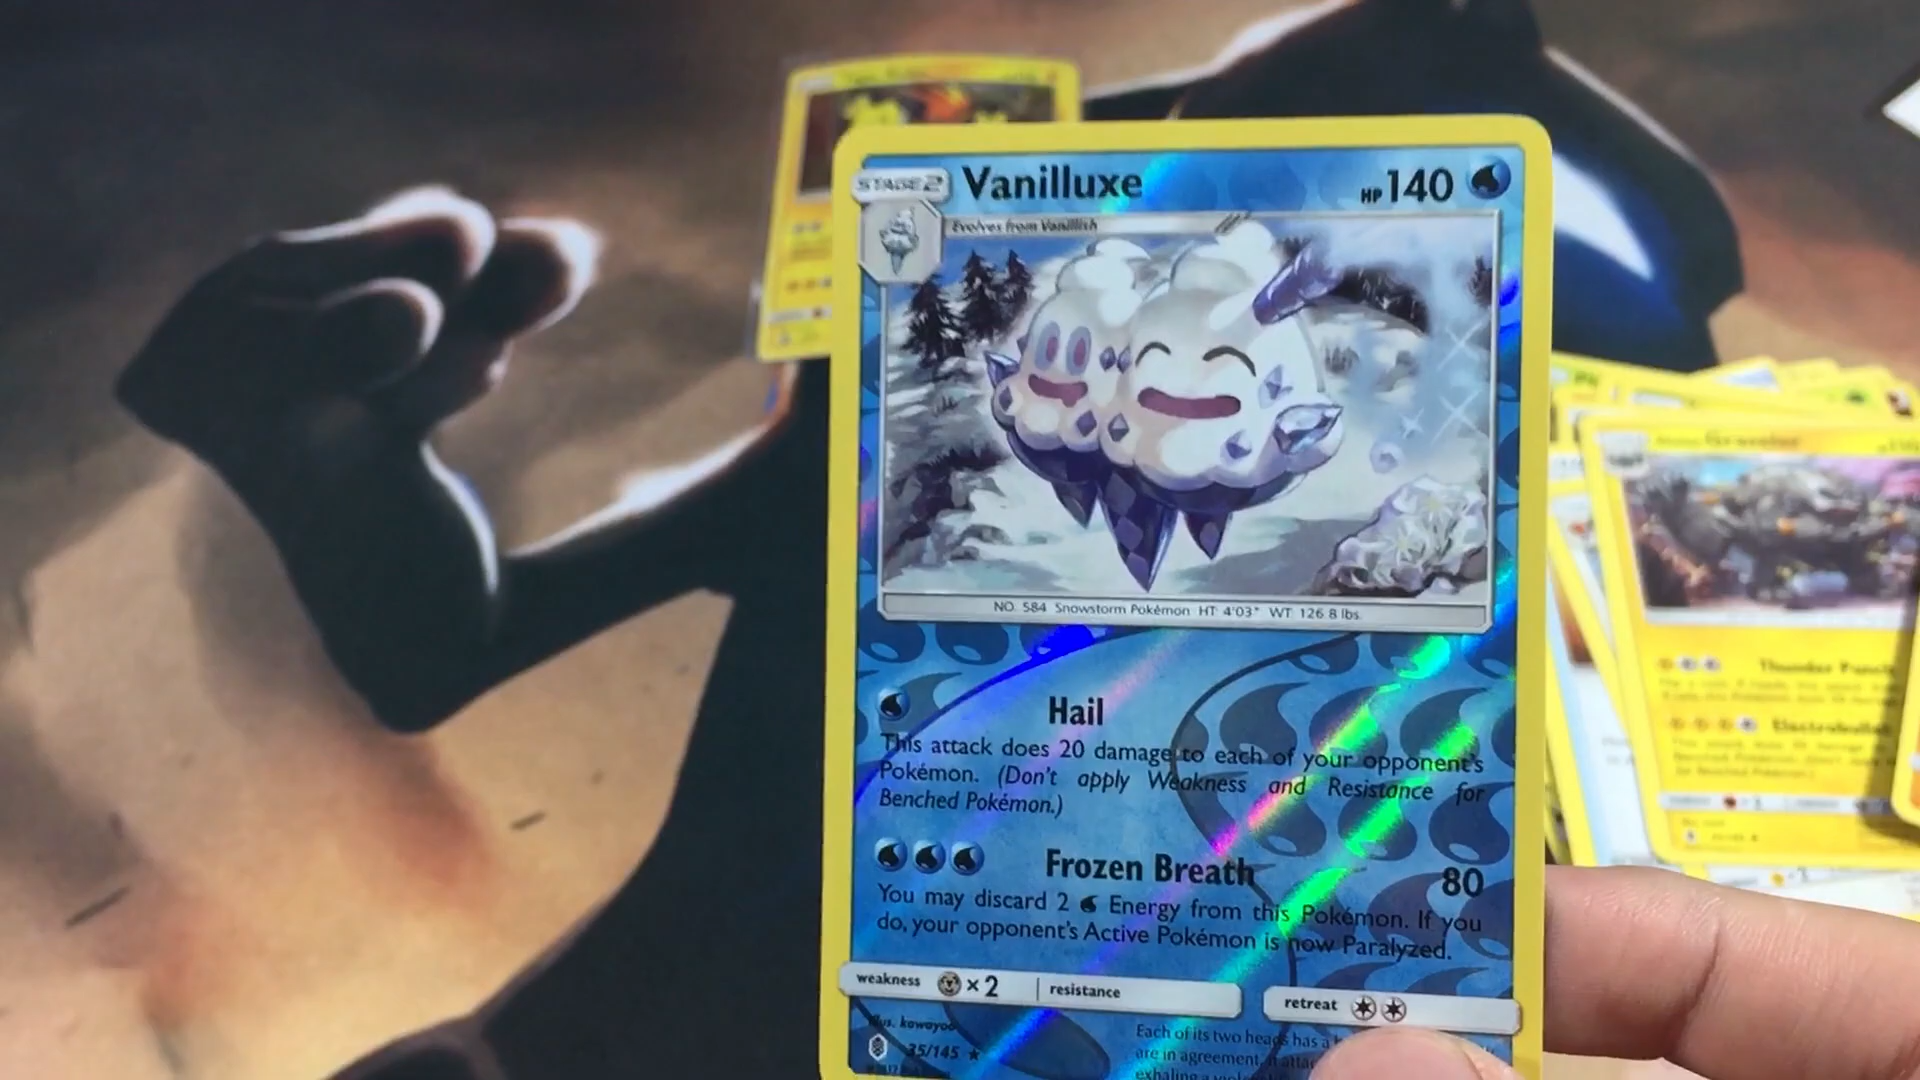 STAGE 2 Vanilluxe HP 140
Evolves from Vanillish
NO. 584 Snowstorm Pokémon HT: 4'03" WT: 126.8 lbs.
Hail
This attack does 20 damage to each of your opponent's
Pokémon. (Don't apply Weakness and Resistance for
Benched Pokémon.)
Frozen Breath 80
You may discard 2 Energy from this Pokémon. If you
do, your opponent's Active Pokémon is now Paralyzed.
weakness ×2 resistance
retreat
illus. kawayoo
35/145
Each of its two heads has a
are in agreement, it
exhaling a
Graveler
Thunder Punch